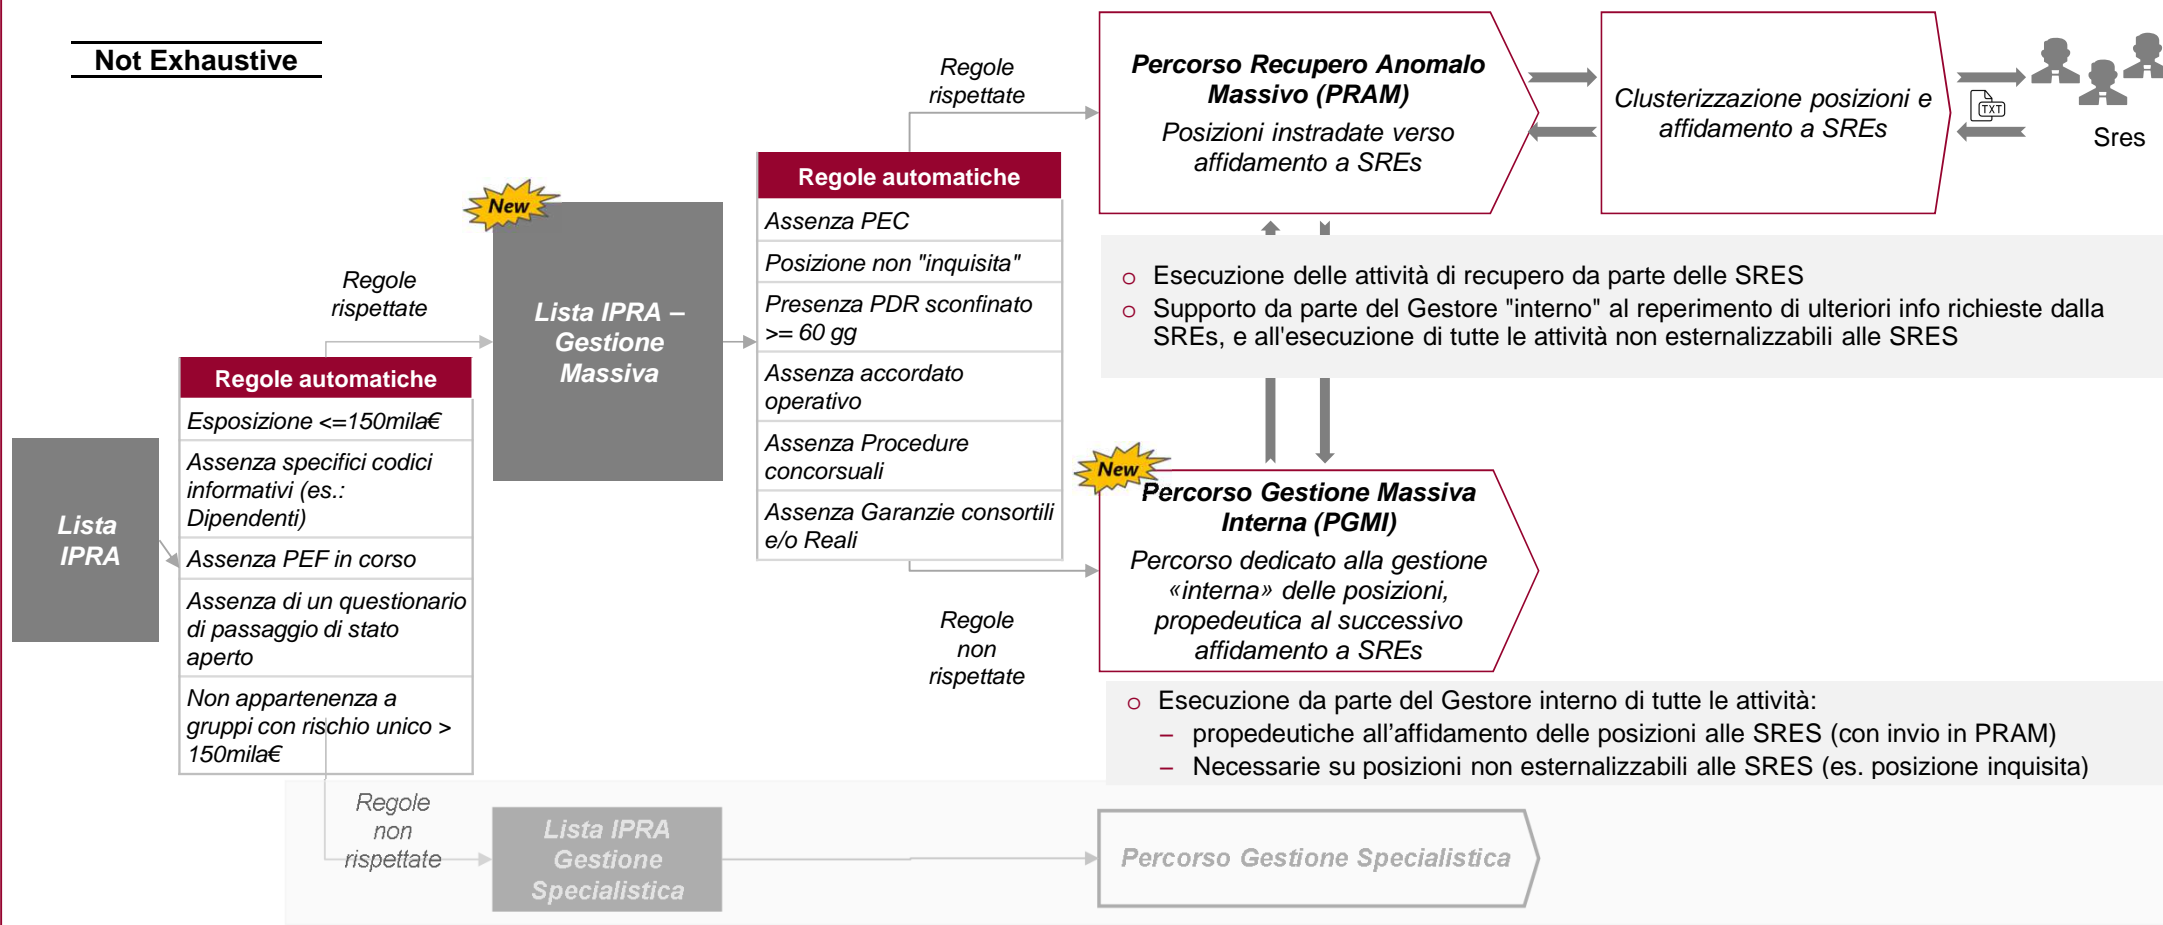 Not Exhaustive
Lista
IPRA
Regole automatiche
Esposizione <=150mila€
Assenza specifici codici
informativi (es.:
Dipendenti)
Assenza PEF in corso
Assenza di un questionario
di passaggio di stato
aperto
Non appartenenza a
gruppi con rischio unico >
150mila€
Regole
rispettate
New
Lista IPRA –
Gestione
Massiva
Regole automatiche
Assenza PEC
Posizione non "inquisita"
Presenza PDR sconfinato
>= 60 gg
Assenza accordato
operativo
Assenza Procedure
concorsuali
Assenza Garanzie consortili
e/o Reali
Regole
rispettate
Percorso Recupero Anomalo
Massivo (PRAM)
Posizioni instradate verso
affidamento a SREs
Clusterizzazione posizioni e
affidamento a SREs
TXT
Sres
o Esecuzione delle attività di recupero da parte delle SRES
o Supporto da parte del Gestore "interno" al reperimento di ulteriori info richieste dalla
SREs, e all'esecuzione di tutte le attività non esternalizzabili alle SRES
Regole
non
rispettate
New
Percorso Gestione Massiva
Interna (PGMI)
Percorso dedicato alla gestione
«interna» delle posizioni,
propedeutica al successivo
affidamento a SREs
o Esecuzione da parte del Gestore interno di tutte le attività:
– propedeutiche all’affidamento delle posizioni alle SRES (con invio in PRAM)
– Necessarie su posizioni non esternalizzabili alle SRES (es. posizione inquisita)
Regole
non
rispettate
Lista IPRA
Gestione
Specialistica
Percorso Gestione Specialistica